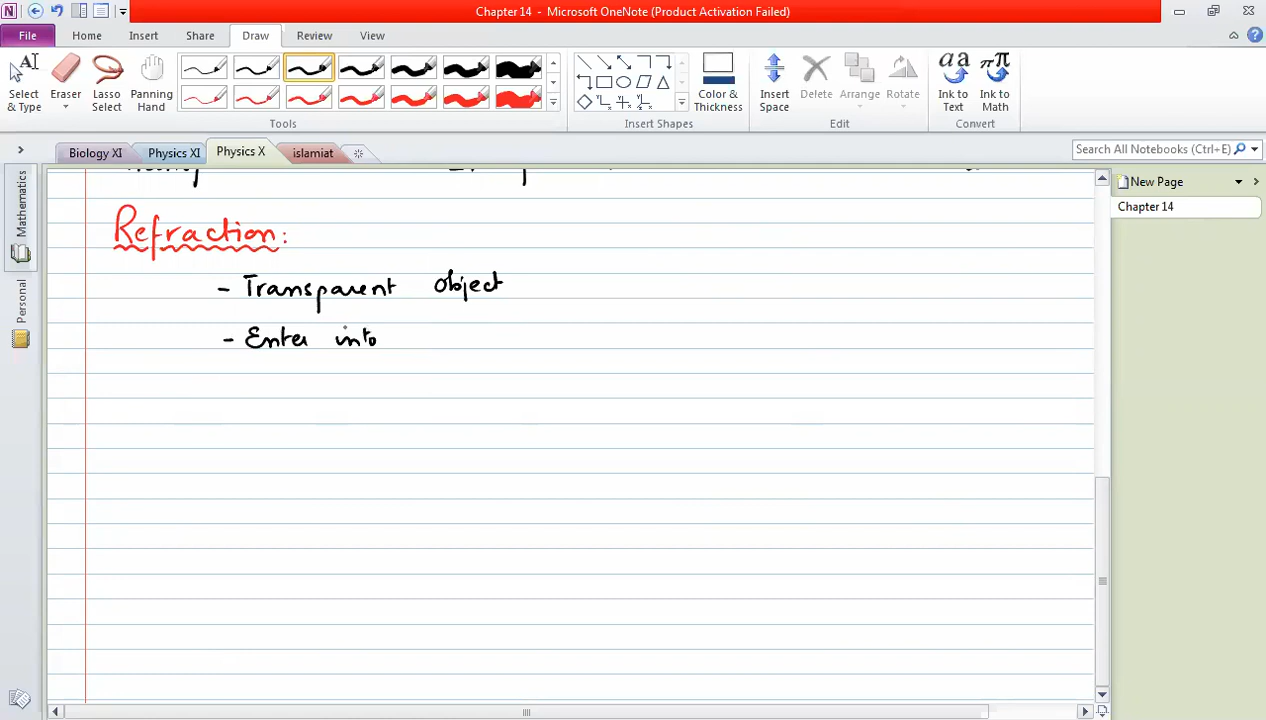 Chapter 14 - Microsoft OneNote (Product Activation Failed)
File Home Insert Share Draw Review View
Select & Type
Eraser
Lasso Select
Panning Hand
Color & Thickness
Insert Space
Delete
Arrange
Rotate
Ink to Text
Ink to Math
Tools Insert Shapes Edit Convert
Biology XI Physics XI Physics X islamiat
Search All Notebooks (Ctrl+E)
New Page
Chapter 14
Mathematics
Personal
Refraction:
- Transparent object
- Enter into